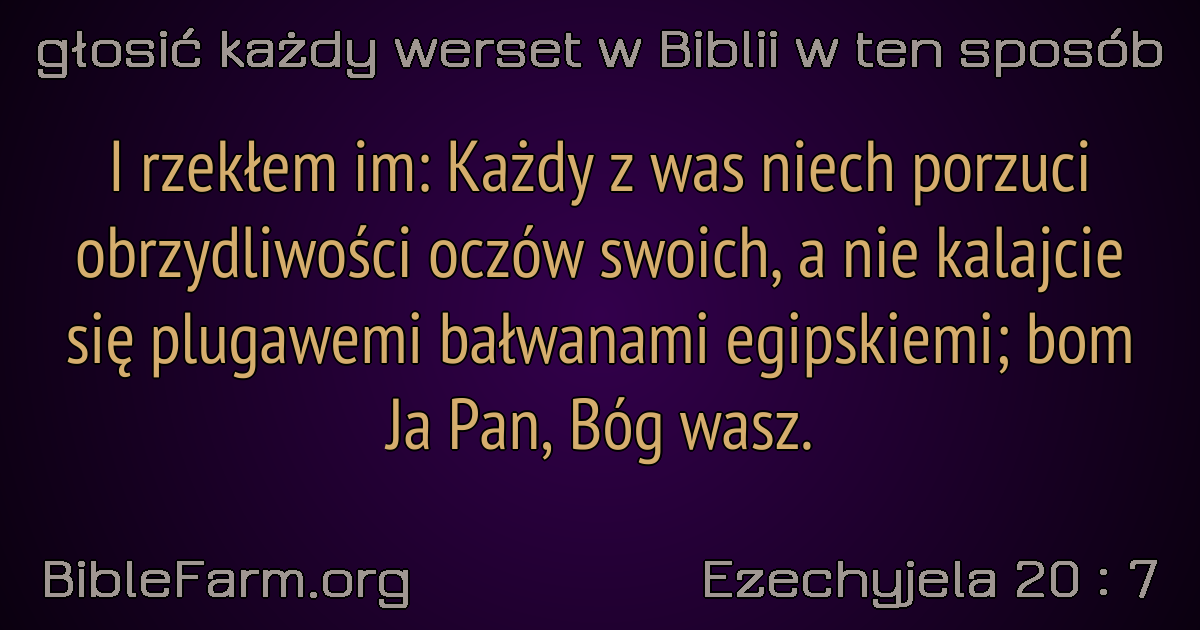 głosić każdy werset w Biblii w ten sposób
I rzekłem im: Każdy z was niech porzuci
obrzydliwości oczów swoich, a nie kalajcie
się plugawemi bałwanami egipskiemi; bom
Ja Pan, Bóg wasz.
BibleFarm.org
Ezechyjela 20 : 7